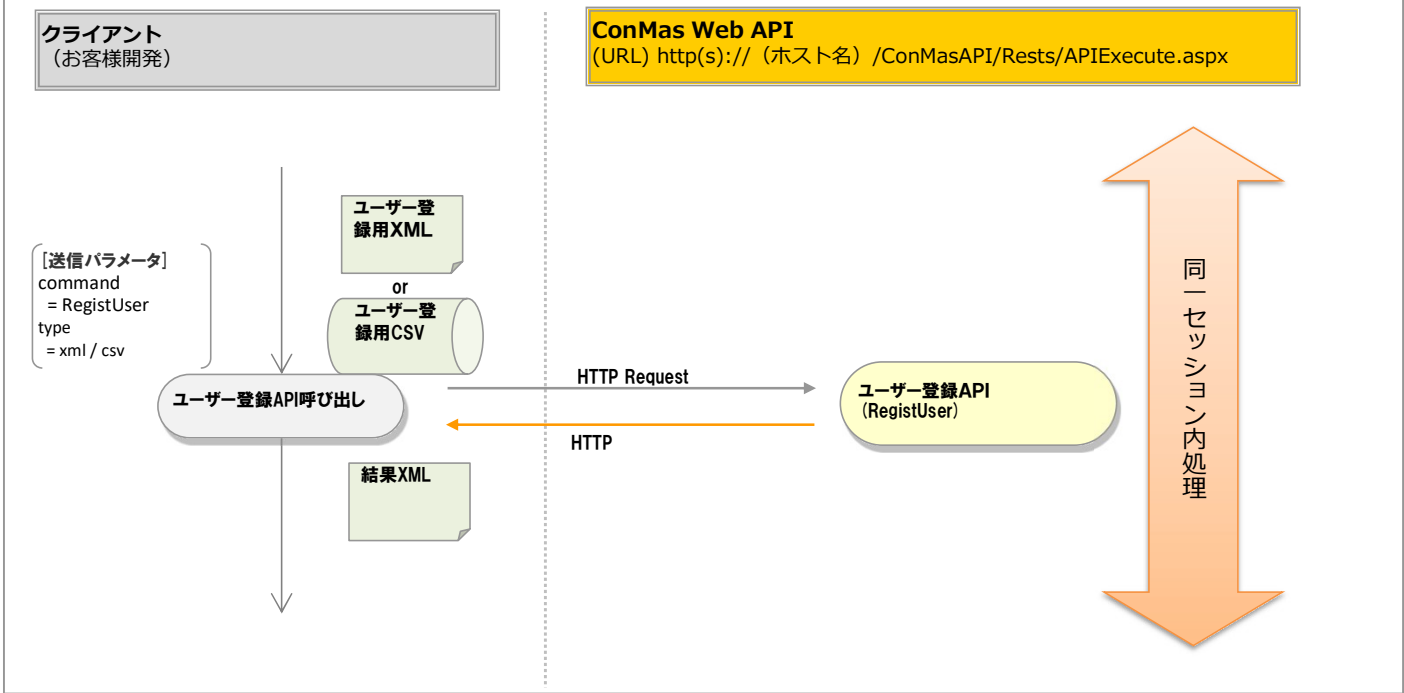 クライアント
（お客様開発）
ConMas Web API
(URL) http(s)://（ホスト名）/ConMasAPI/Rests/APIExecute.aspx
ユーザー登
録用XML
or
ユーザー登
録用CSV
[送信パラメータ]
command
= RegistUser
type
= xml / csv
ユーザー登録API呼び出し
HTTP Request
HTTP
ユーザー登録API
（RegistUser）
結果XML
同一セッション内処理